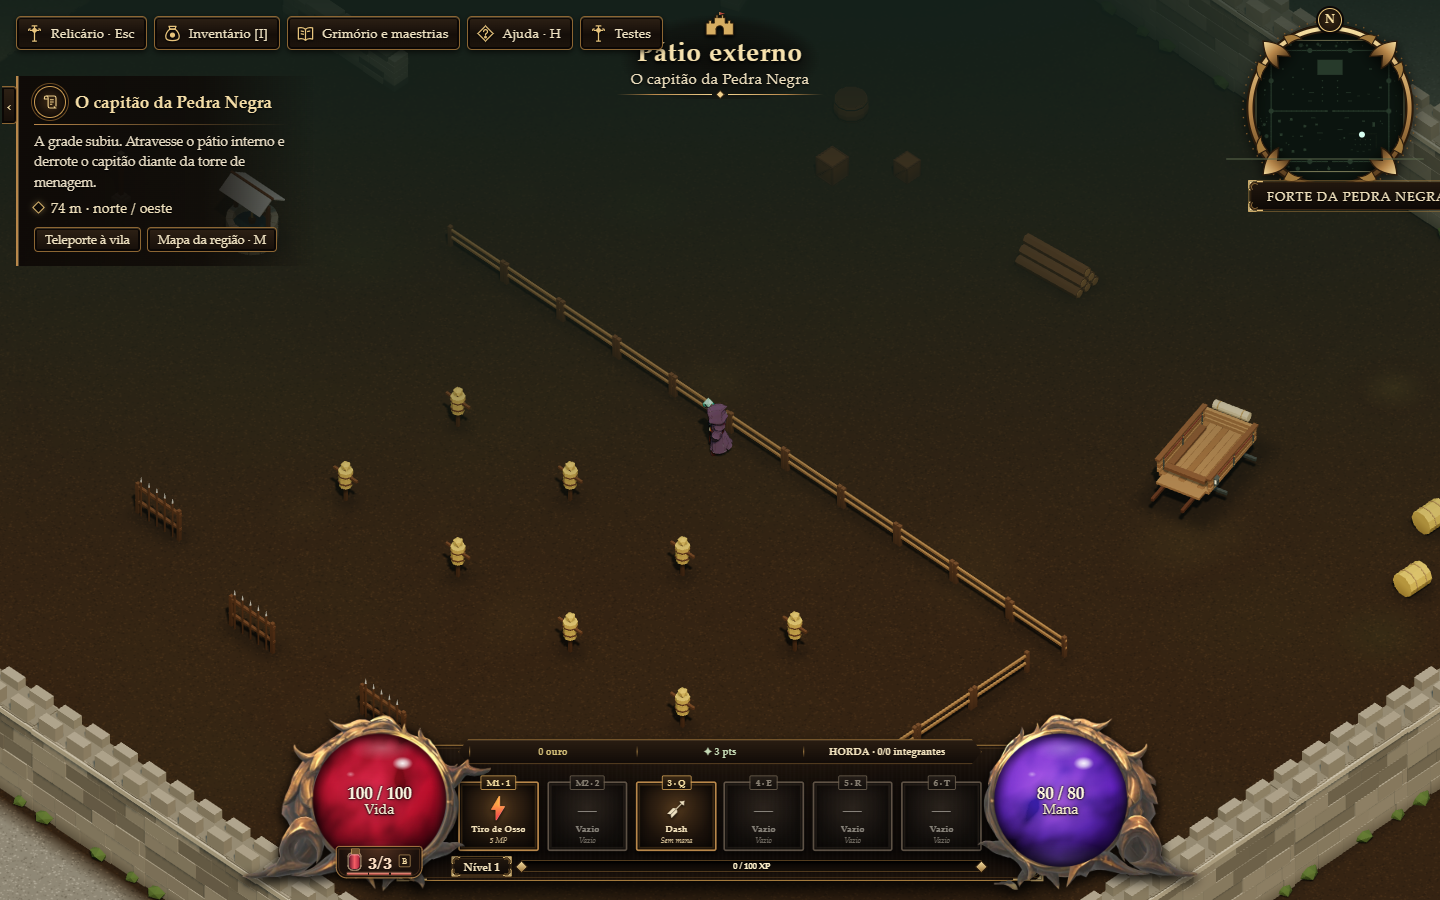 Relicário · Esc
Inventário [I]
Grimório e maestrias
Ajuda · H
Testes
Pátio externo
O capitão da Pedra Negra
N
FORTE DA PEDRA NEGRA
‹
O capitão da Pedra Negra
A grade subiu. Atravesse o pátio interno e
derrote o capitão diante da torre de
menagem.
74 m · norte / oeste
Teleporte à vila
Mapa da região · M
0 ouro
3 pts
HORDA · 0/0 integrantes
100 / 100
Vida
3/3 B
M1 · 1
Tiro de Osso
5 MP
M2 · 2
—
Vazio
Vazio
3 · Q
Dash
Sem mana
4 · E
—
Vazio
Vazio
5 · R
—
Vazio
Vazio
6 · T
—
Vazio
Vazio
80 / 80
Mana
Nível 1
0 / 100 XP